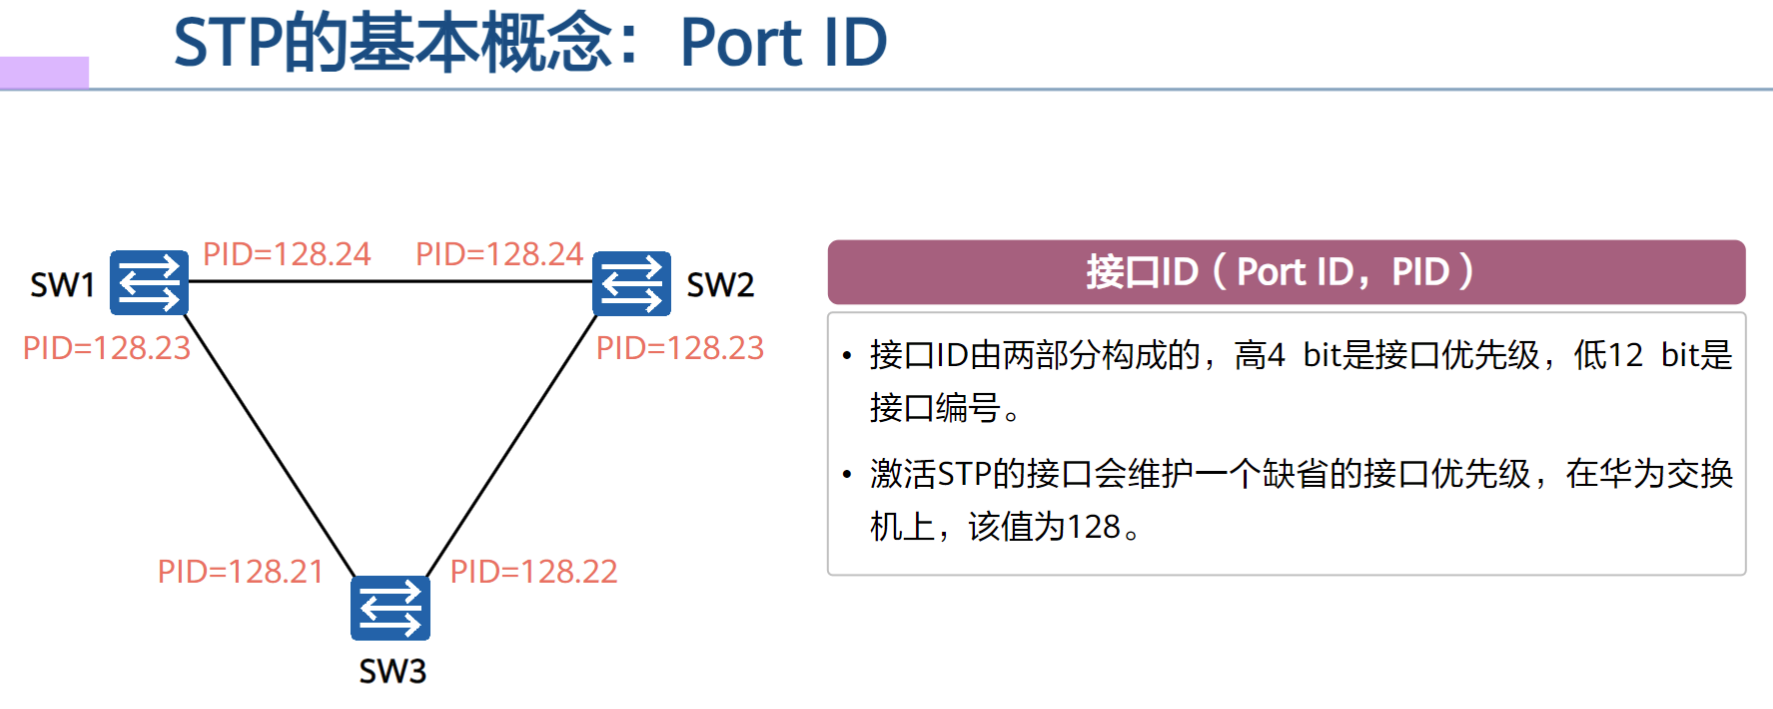 STP的基本概念：Port ID
PID=128.24 PID=128.24
SW1 SW2
PID=128.23 PID=128.23
PID=128.21 PID=128.22
SW3
接口ID（Port ID，PID）
• 接口ID由两部分构成的，高4 bit是接口优先级，低12 bit是
接口编号。
• 激活STP的接口会维护一个缺省的接口优先级，在华为交换
机上，该值为128。